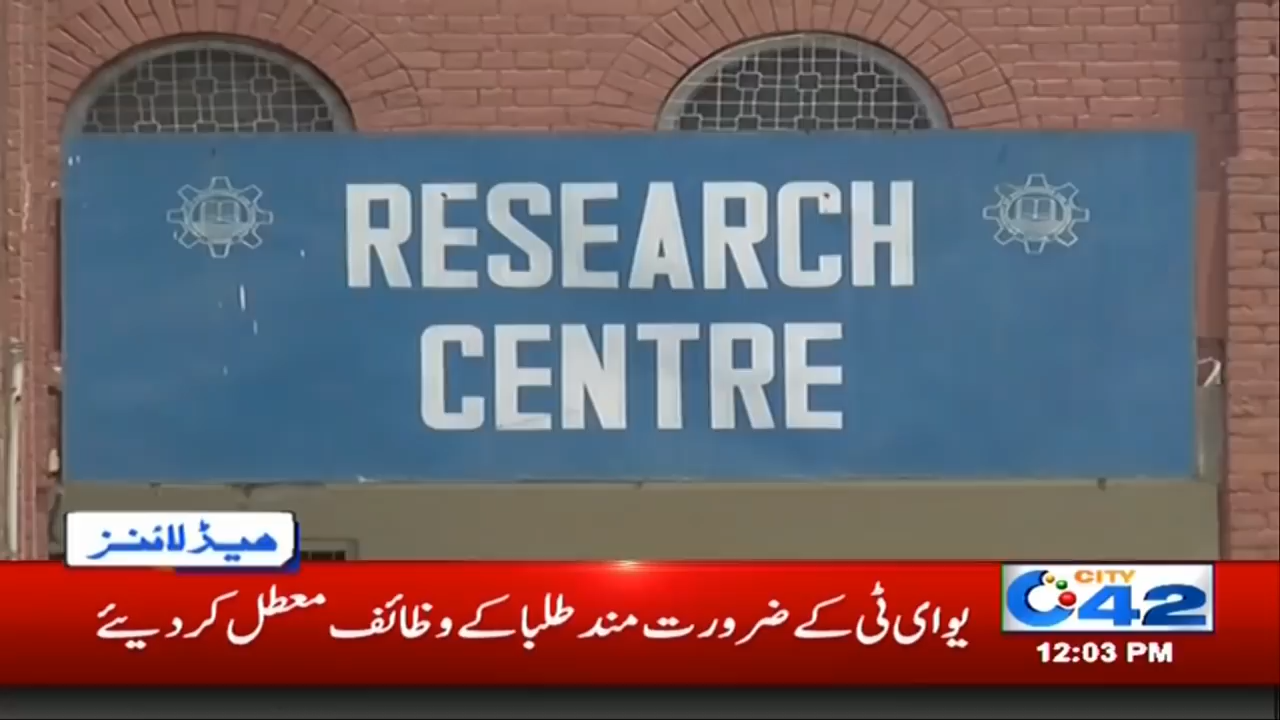 RESEARCH
CENTRE
ہیڈلائنز
یو ای ٹی کے ضرورت مند طلبا کے وظائف معطل کر دیئے
CITY
42
12:03 PM